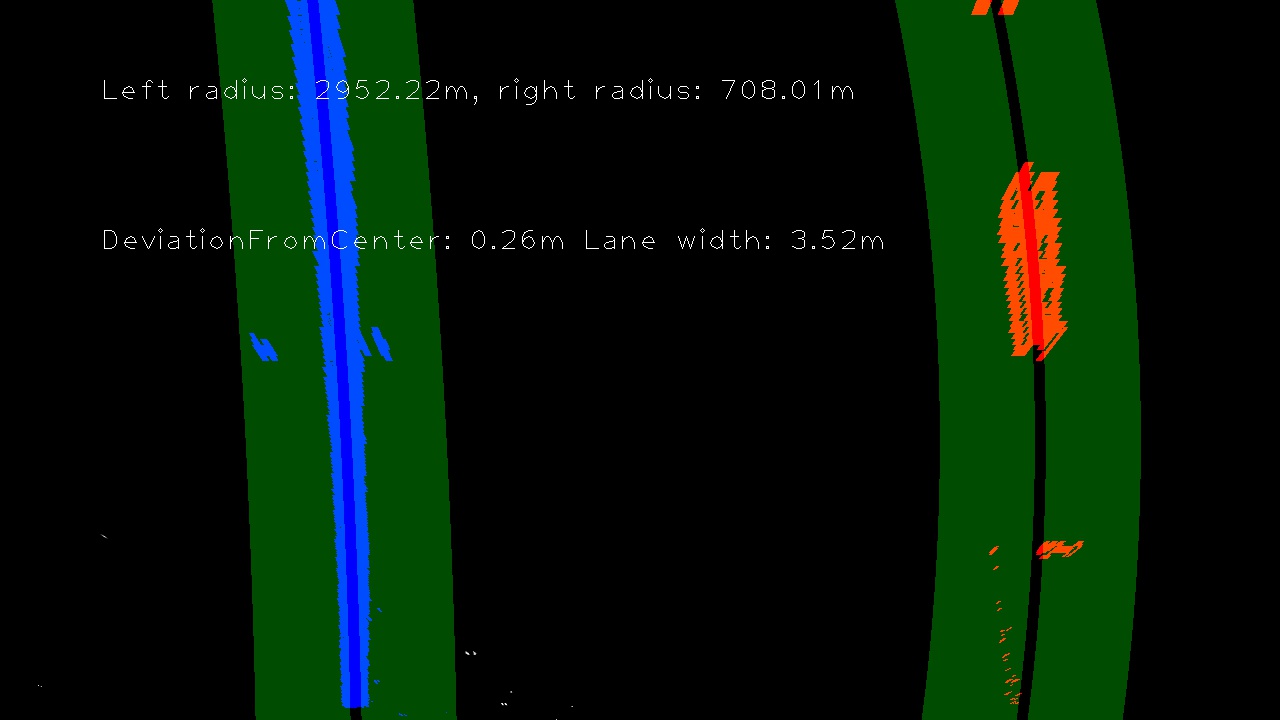 Left radius: 2952.22m, right radius: 708.01m
DeviationFromCenter: 0.26m Lane width: 3.52m